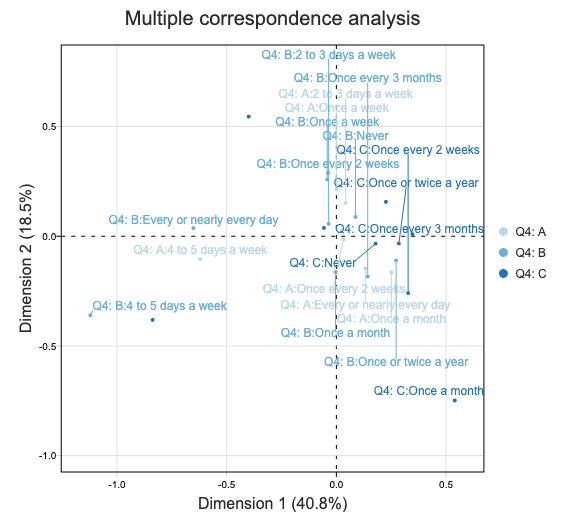 Multiple correspondence analysis
Q4: B:2 to 3 days a week
Q4: B:Once every 3 months
Q4: A:2 to 3 days a week
Q4: A:Once a week
Q4: B:Once a week
Q4: B:Never
Q4: C:Once every 2 weeks
Q4: B:Once every 2 weeks
Q4: C:Once or twice a year
Q4: B:Every or nearly every day
Q4: C:Once every 3 months
Q4: A:4 to 5 days a week
Q4: C:Never
Q4: A:Once every 2 weeks
Q4: A:Every or nearly every day
Q4: B:4 to 5 days a week
Q4: A:Once a month
Q4: B:Once a month
Q4: B:Once or twice a year
Q4: C:Once a month
0.5
0.0
-0.5
-1.0
-1.0
-0.5
0.0
0.5
Dimension 2 (18.5%)
Dimension 1 (40.8%)
Q4: A
Q4: B
Q4: C